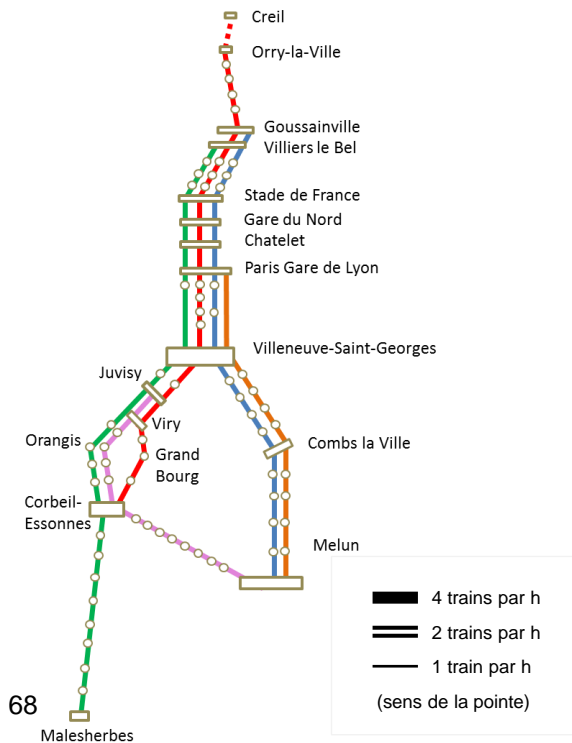 Creil
Orry-la-Ville
Goussainville
Villiers le Bel
Stade de France
Gare du Nord
Chatelet
Paris Gare de Lyon
Villeneuve-Saint-Georges
Juvisy
Viry
Orangis
Grand
Bourg
Combs la Ville
Corbeil-
Essonnes
Melun
4 trains par h
2 trains par h
1 train par h
(sens de la pointe)
68
Malesherbes